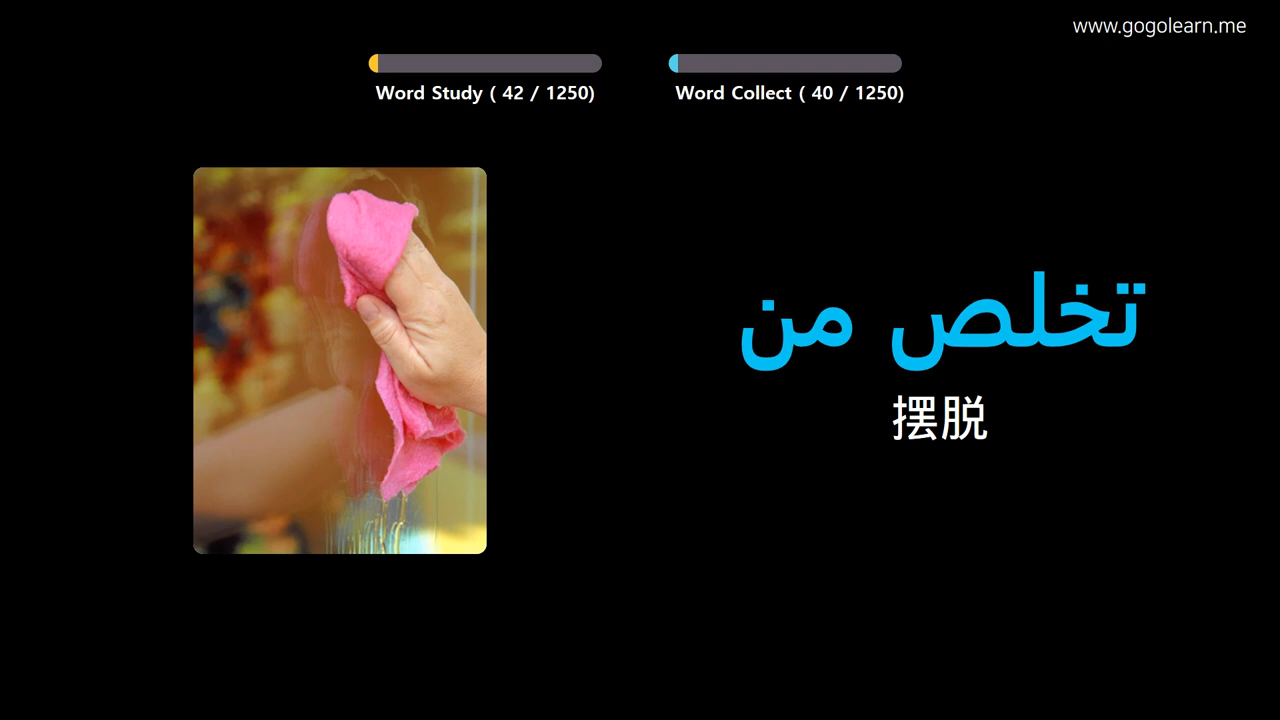 www.gogolearn.me
Word Study ( 42 / 1250)
Word Collect ( 40 / 1250)
تخلص من
摆脱